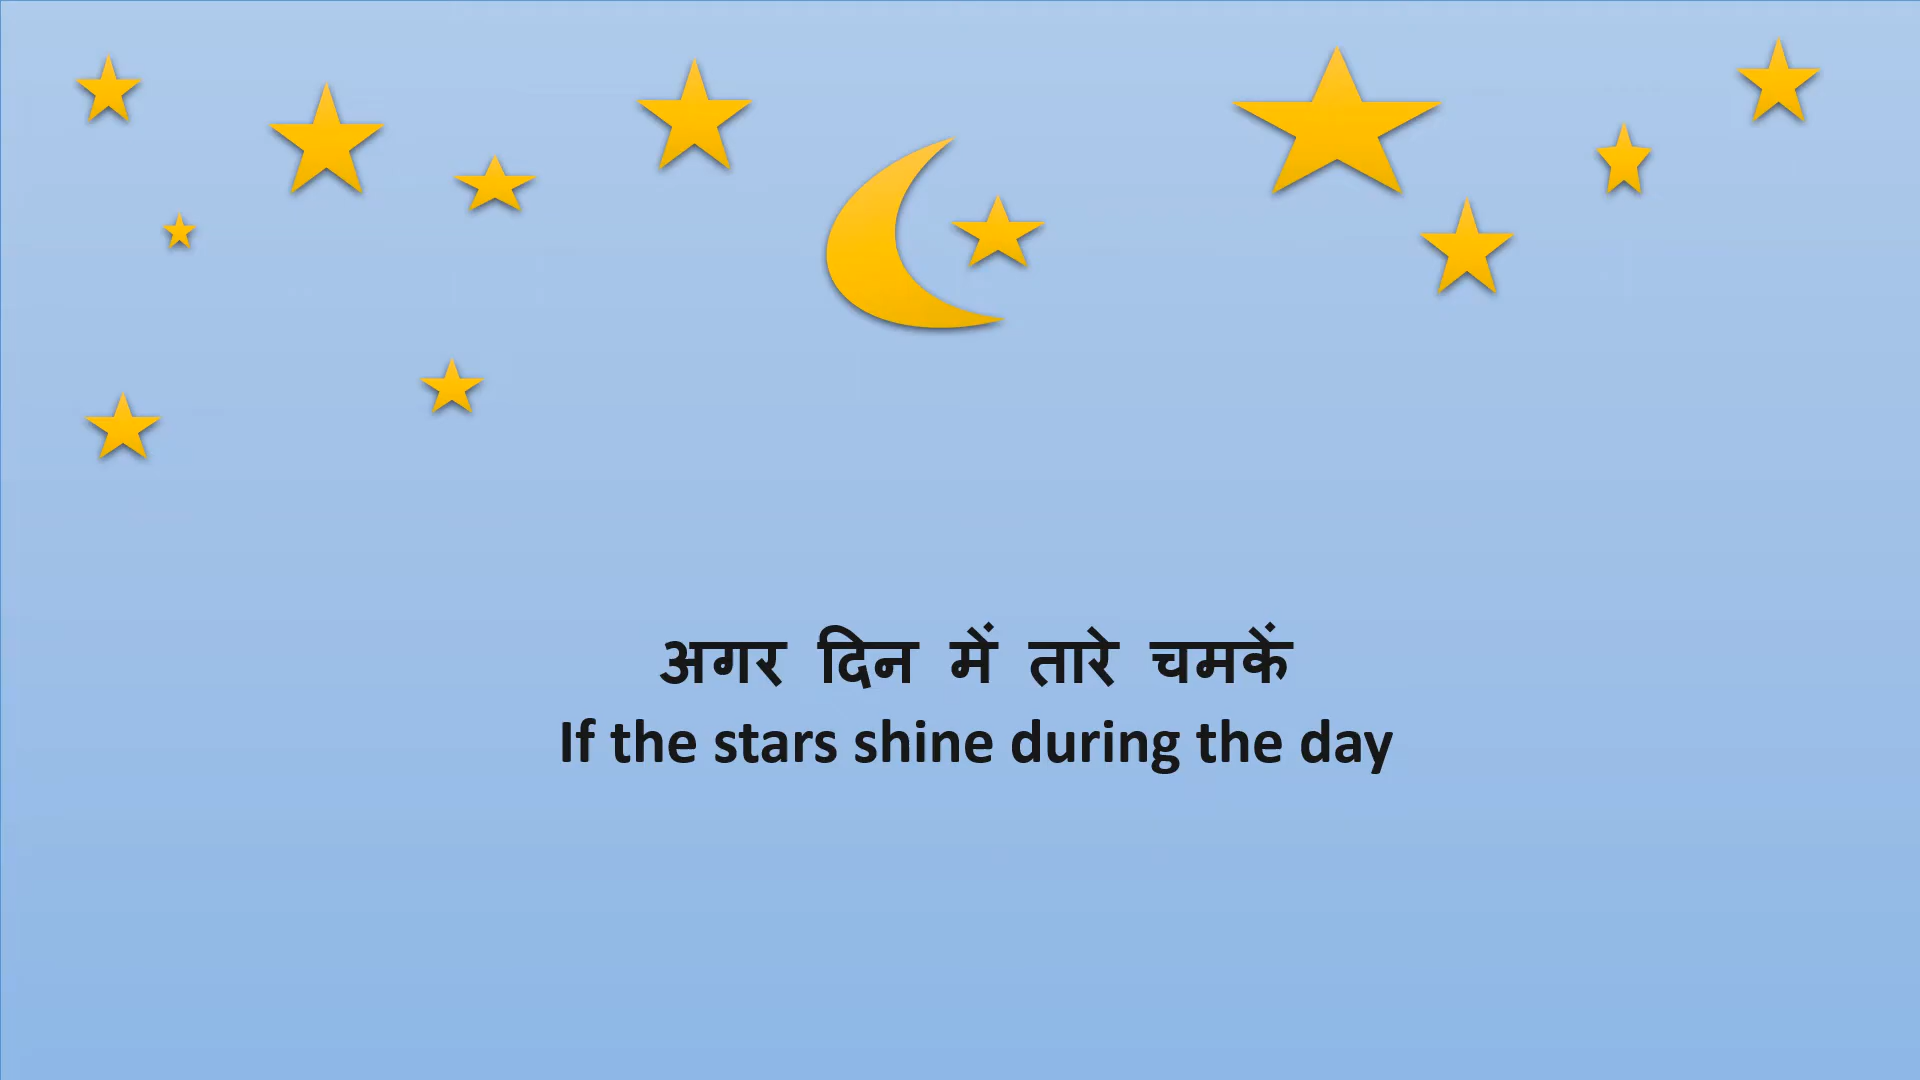 अगर दिन में तारे चमकें
If the stars shine during the day